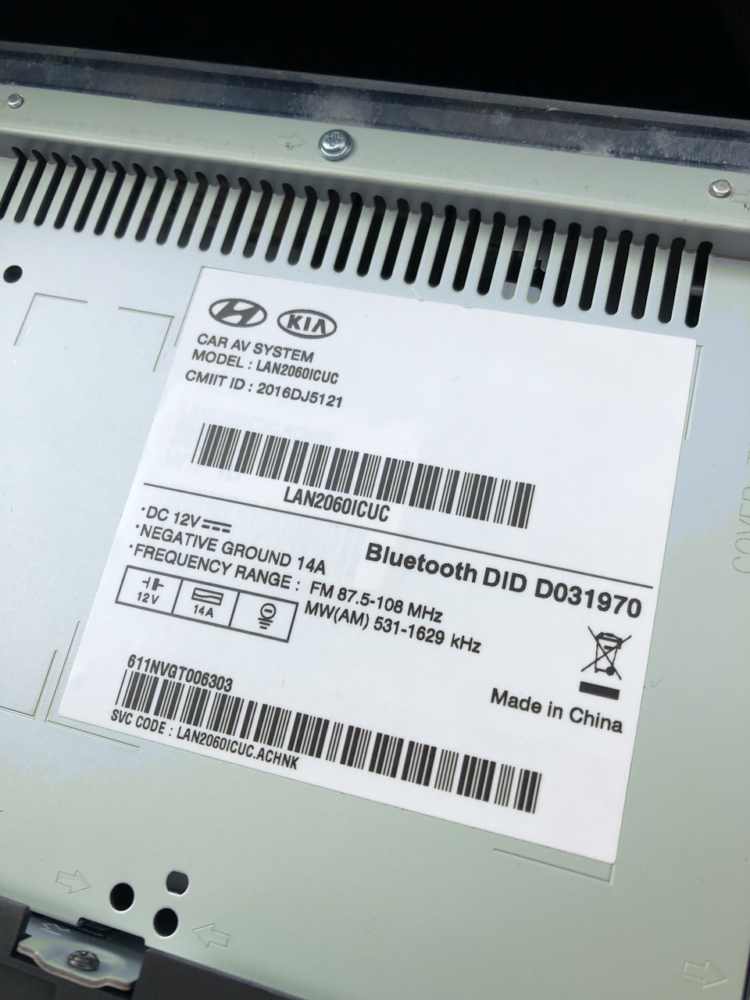 KIA
CAR AV SYSTEM
MODEL : LAN2060ICUC
CMIIT ID : 2016DJ5121
LAN2060ICUC
·DC 12V
·NEGATIVE GROUND 14A
·FREQUENCY RANGE : FM 87.5-108 MHz
MW(AM) 531-1629 kHz
Bluetooth DID D031970
12V
14A
611NVGT006303
Made in China
SVC CODE : LAN2060ICUC.ACHNK